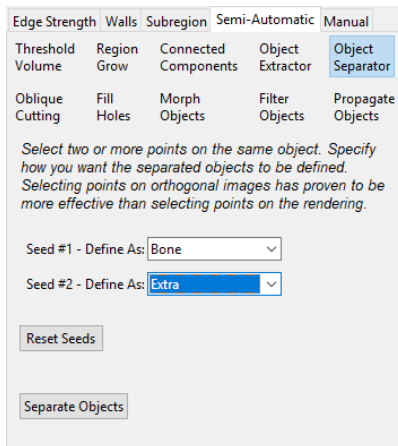 Edge Strength Walls Subregion Semi-Automatic Manual
Threshold Volume Region Grow Connected Components Object Extractor Object Separator
Oblique Cutting Fill Holes Morph Objects Filter Objects Propagate Objects
Select two or more points on the same object. Specify
how you want the separated objects to be defined.
Selecting points on orthogonal images has proven to be
more effective than selecting points on the rendering.
Seed #1 - Define As: Bone
Seed #2 - Define As: Extra
Reset Seeds
Separate Objects